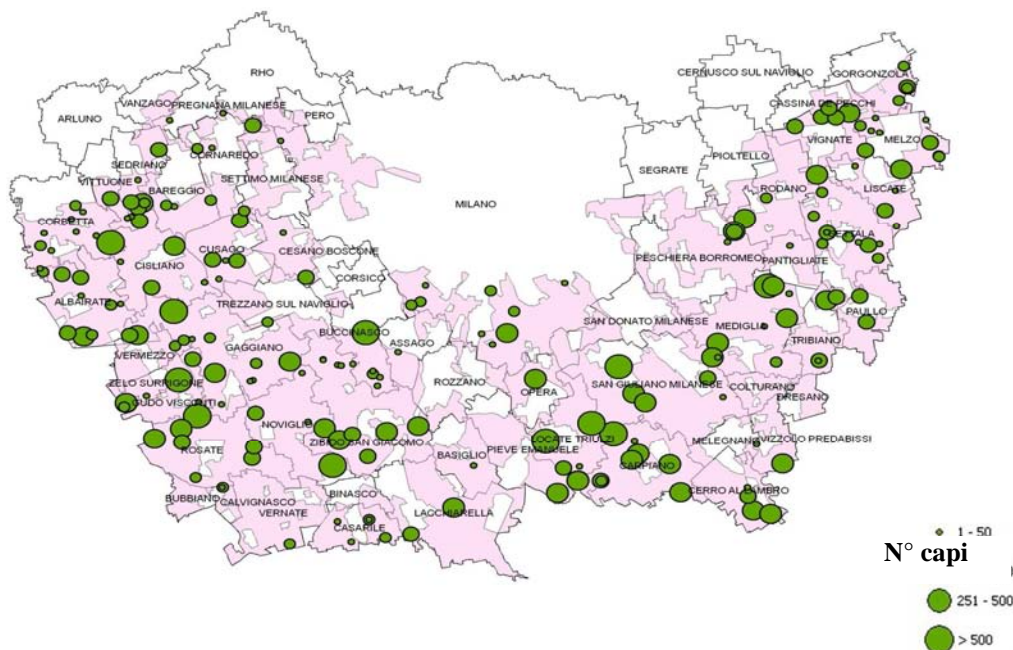 RHO
CERNUSCO SUL NAVIGLIO
GORGONZOLA
VANZAGO
PREGNANA MILANESE
ARLUNO
PERO
CASSINA DE PECCHI
VIGNATE
MELZO
SEDRIANO
CORNAREDO
PIOLTELLO
SETTIMO MILANESE
SEGRATE
VITTUONE
BAREGGIO
RODANO
LISCATE
MILANO
CORBETTA
CUSAGO
CESANO BOSCONE
SETTALA
PESCHIERA BORROMEO
PANTIGLIATE
CISLIANO
CORSICO
ALBAIRATE
TREZZANO SUL NAVIGLIO
PAULLO
SAN DONATO MILANESE
MEDIGLIA
BUCCINASCO
ASSAGO
TRIBIANO
VERMEZZO
GAGGIANO
ROZZANO
ZELO SURRIGONE
OPERA
SAN GIULIANO MILANESE
COLTURANO
DRESANO
GUDO VISCONTI
NOVIGLIO
ZIBIDO SAN GIACOMO
LOCATE TRIULZI
MELEGNANO
VIZZOLO PREDABISSI
ROSATE
BASIGLIO
PIEVE EMANUELE
CARPIANO
CERRO AL LAMBRO
BUBBIANO
CALVIGNASCO
BINASCO
VERNATE
LACCHIARELLA
CASARILE
1 - 50
N° capi
251 - 500
> 500